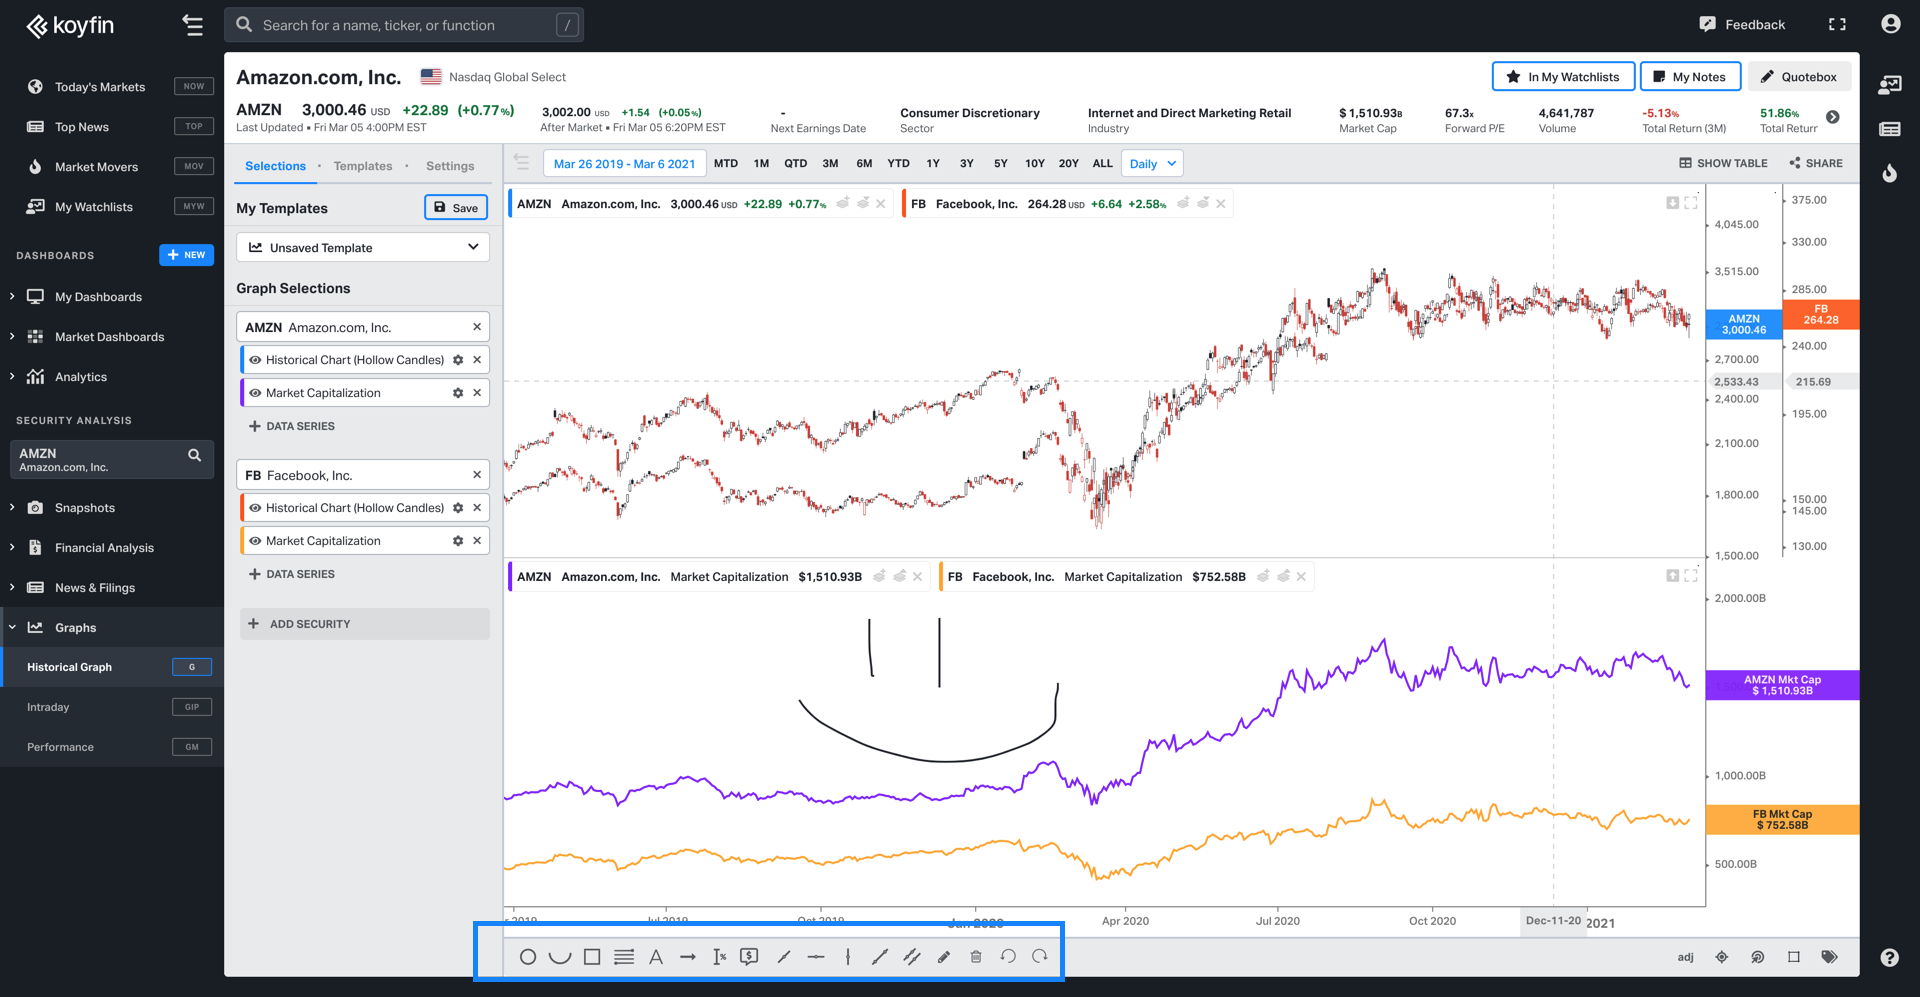 koyfin
Search for a name, ticker, or function /
Feedback
Today's Markets NOW
Top News TOP
Market Movers MOV
My Watchlists MYW
DASHBOARDS + NEW
My Dashboards
Market Dashboards
Analytics
SECURITY ANALYSIS
AMZN
Amazon.com, Inc.
Snapshots
Financial Analysis
News & Filings
Graphs
Historical Graph G
Intraday GIP
Performance GM
Amazon.com, Inc. Nasdaq Global Select
In My Watchlists My Notes Quotebox
AMZN 3,000.46 USD +22.89 (+0.77%)
Last Updated • Fri Mar 05 4:00PM EST
3,002.00 USD +1.54 (+0.05%)
After Market • Fri Mar 05 6:20PM EST
-
Next Earnings Date
Consumer Discretionary
Sector
Internet and Direct Marketing Retail
Industry
$ 1,510.93B
Market Cap
67.3x
Forward P/E
4,641,787
Volume
-5.13%
Total Return (3M)
51.86%
Total Return
Selections • Templates • Settings
My Templates Save
Unsaved Template
Graph Selections
AMZN Amazon.com, Inc.
Historical Chart (Hollow Candles)
Market Capitalization
+ DATA SERIES
FB Facebook, Inc.
Historical Chart (Hollow Candles)
Market Capitalization
+ DATA SERIES
+ ADD SECURITY
Mar 26 2019 - Mar 6 2021 MTD 1M QTD 3M 6M YTD 1Y 3Y 5Y 10Y 20Y ALL Daily
SHOW TABLE SHARE
AMZN Amazon.com, Inc. 3,000.46 USD +22.89 +0.77%
FB Facebook, Inc. 264.28 USD +6.64 +2.58%
4,045.00
3,515.00
AMZN
3,000.46
2,700.00
2,533.43
2,400.00
2,100.00
1,800.00
1,500.00
375.00
330.00
285.00
FB
264.28
240.00
215.69
195.00
150.00
145.00
130.00
AMZN Amazon.com, Inc. Market Capitalization $1,510.93B
FB Facebook, Inc. Market Capitalization $752.58B
2,000.00B
AMZN Mkt Cap
$ 1,510.93B
1,000.00B
FB Mkt Cap
$ 752.58B
500.00B
r 2019 Jul 2019 Oct 2019 Jan 2020 Apr 2020 Jul 2020 Oct 2020 Dec-11-20 2021
A % $
adj
?